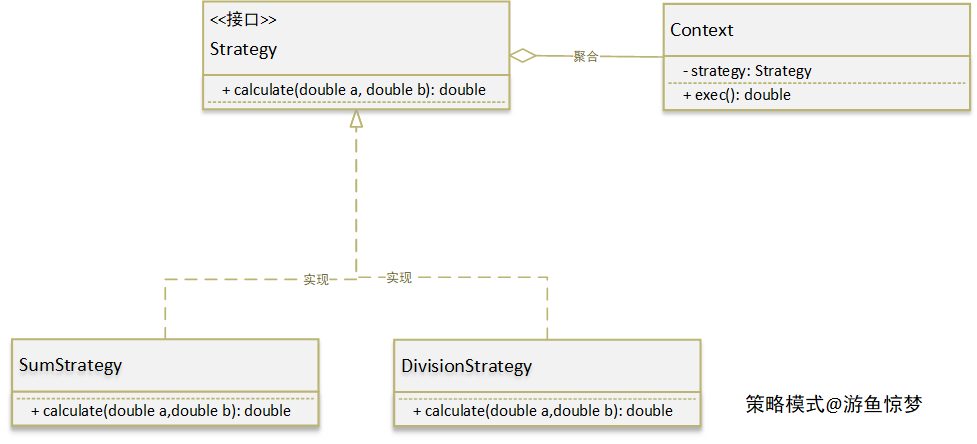 <<接口>>
Strategy
+ calculate(double a, double b): double
聚合
Context
- strategy: Strategy
+ exec(): double
实现
实现
SumStrategy
+ calculate(double a,double b): double
DivisionStrategy
+ calculate(double a,double b): double
策略模式@游鱼惊梦